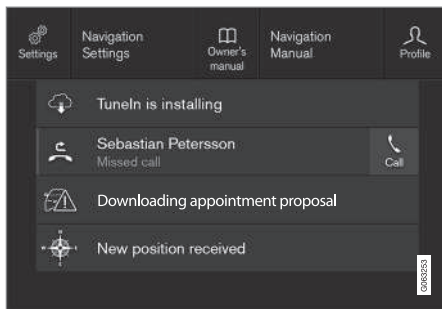 Settings
Navigation
Settings
Owner's
manual
Navigation
Manual
Profile
TuneIn is installing
Sebastian Petersson
Missed call
Call
Downloading appointment proposal
New position received
G063253